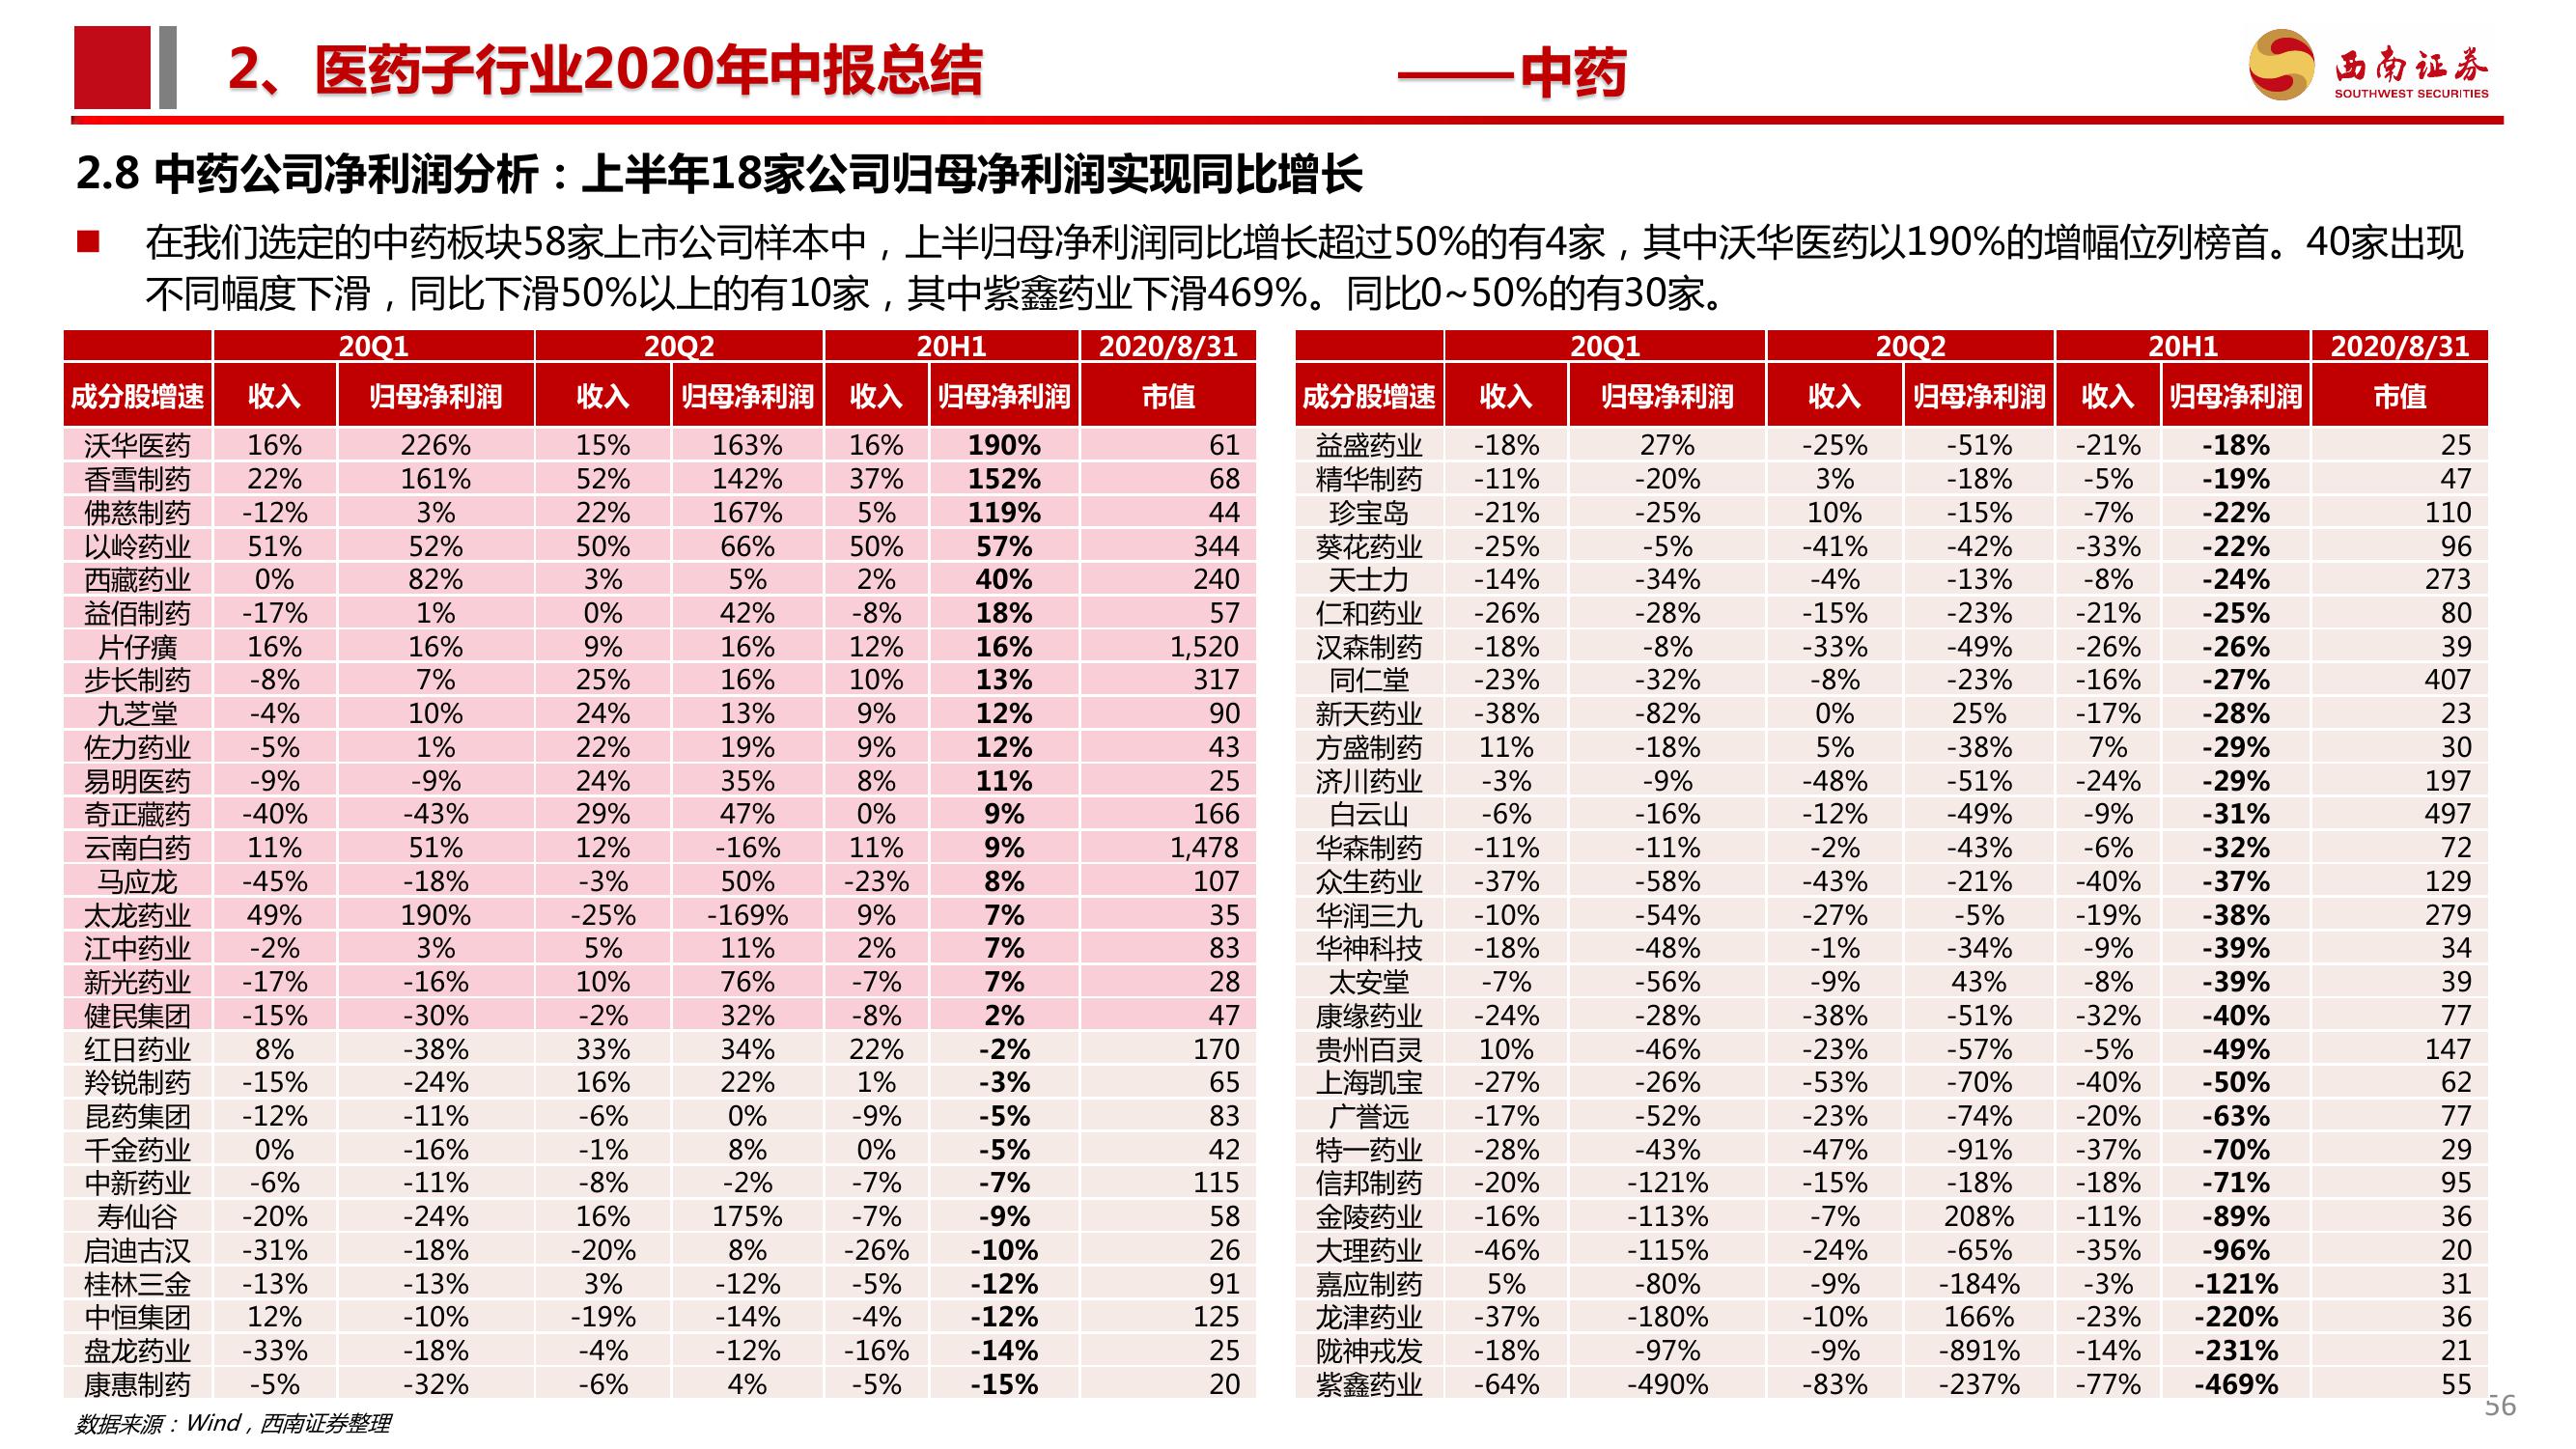 2、医药子行业2020年中报总结 ——中药
西南证券
SOUTHWEST SECURITIES
2.8 中药公司净利润分析：上半年18家公司归母净利润实现同比增长
在我们选定的中药板块58家上市公司样本中，上半归母净利润同比增长超过50%的有4家，其中沃华医药以190%的增幅位列榜首。40家出现
不同幅度下滑，同比下滑50%以上的有10家，其中紫鑫药业下滑469%。同比0~50%的有30家。
20Q1 20Q2 20H1 2020/8/31
成分股增速 收入 归母净利润 收入 归母净利润 收入 归母净利润 市值
沃华医药 16% 226% 15% 163% 16% 190% 61
香雪制药 22% 161% 52% 142% 37% 152% 68
佛慈制药 -12% 3% 22% 167% 5% 119% 44
以岭药业 51% 52% 50% 66% 50% 57% 344
西藏药业 0% 82% 3% 5% 2% 40% 240
益佰制药 -17% 1% 0% 42% -8% 18% 57
片仔癀 16% 16% 9% 16% 12% 16% 1,520
步长制药 -8% 7% 25% 16% 10% 13% 317
九芝堂 -4% 10% 24% 13% 9% 12% 90
佐力药业 -5% 1% 22% 19% 9% 12% 43
易明医药 -9% -9% 24% 35% 8% 11% 25
奇正藏药 -40% -43% 29% 47% 0% 9% 166
云南白药 11% 51% 12% -16% 11% 9% 1,478
马应龙 -45% -18% -3% 50% -23% 8% 107
太龙药业 49% 190% -25% -169% 9% 7% 35
江中药业 -2% 3% 5% 11% 2% 7% 83
新光药业 -17% -16% 10% 76% -7% 7% 28
健民集团 -15% -30% -2% 32% -8% 2% 47
红日药业 8% -38% 33% 34% 22% -2% 170
羚锐制药 -15% -24% 16% 22% 1% -3% 65
昆药集团 -12% -11% -6% 0% -9% -5% 83
千金药业 0% -16% -1% 8% 0% -5% 42
中新药业 -6% -11% -8% -2% -7% -7% 115
寿仙谷 -20% -24% 16% 175% -7% -9% 58
启迪古汉 -31% -18% -20% 8% -26% -10% 26
桂林三金 -13% -13% 3% -12% -5% -12% 91
中恒集团 12% -10% -19% -14% -4% -12% 125
盘龙药业 -33% -18% -4% -12% -16% -14% 25
康惠制药 -5% -32% -6% 4% -5% -15% 20
20Q1 20Q2 20H1 2020/8/31
成分股增速 收入 归母净利润 收入 归母净利润 收入 归母净利润 市值
益盛药业 -18% 27% -25% -51% -21% -18% 25
精华制药 -11% -20% 3% -18% -5% -19% 47
珍宝岛 -21% -25% 10% -15% -7% -22% 110
葵花药业 -25% -5% -41% -42% -33% -22% 96
天士力 -14% -34% -4% -13% -8% -24% 273
仁和药业 -26% -28% -15% -23% -21% -25% 80
汉森制药 -18% -8% -33% -49% -26% -26% 39
同仁堂 -23% -32% -8% -23% -16% -27% 407
新天药业 -38% -82% 0% 25% -17% -28% 23
方盛制药 11% -18% 5% -38% 7% -29% 30
济川药业 -3% -9% -48% -51% -24% -29% 197
白云山 -6% -16% -12% -49% -9% -31% 497
华森制药 -11% -11% -2% -43% -6% -32% 72
众生药业 -37% -58% -43% -21% -40% -37% 129
华润三九 -10% -54% -27% -5% -19% -38% 279
华神科技 -18% -48% -1% -34% -9% -39% 34
太安堂 -7% -56% -9% 43% -8% -39% 39
康缘药业 -24% -28% -38% -51% -32% -40% 77
贵州百灵 10% -46% -23% -57% -5% -49% 147
上海凯宝 -27% -26% -53% -70% -40% -50% 62
广誉远 -17% -52% -23% -74% -20% -63% 77
特一药业 -28% -43% -47% -91% -37% -70% 29
信邦制药 -20% -121% -15% -18% -18% -71% 95
金陵药业 -16% -113% -7% 208% -11% -89% 36
大理药业 -46% -115% -24% -65% -35% -96% 20
嘉应制药 5% -80% -9% -184% -3% -121% 31
龙津药业 -37% -180% -10% 166% -23% -220% 36
陇神戎发 -18% -97% -9% -891% -14% -231% 21
紫鑫药业 -64% -490% -83% -237% -77% -469% 55
数据来源：Wind，西南证券整理
56